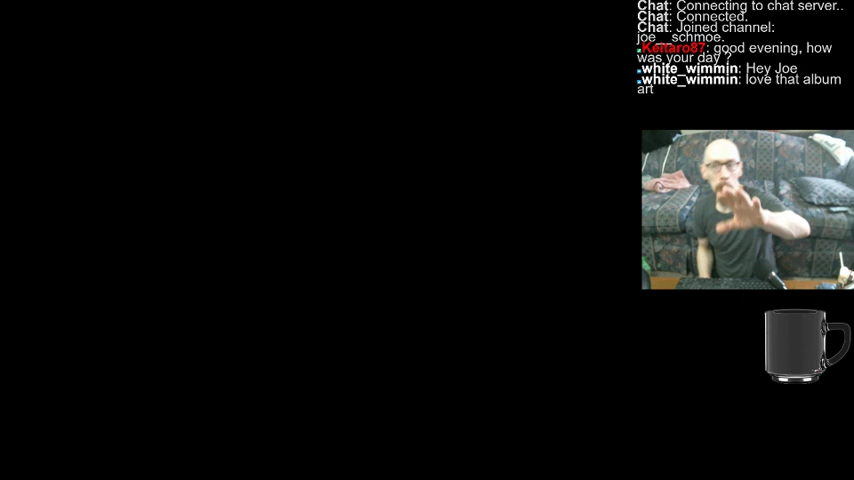 Chat: Connecting to chat server..
Chat: Connected.
Chat: Joined channel:
joe__schmoe.
Keitaro87: good evening, how
was your day ?
white_wimmin: Hey Joe
white_wimmin: love that album
art